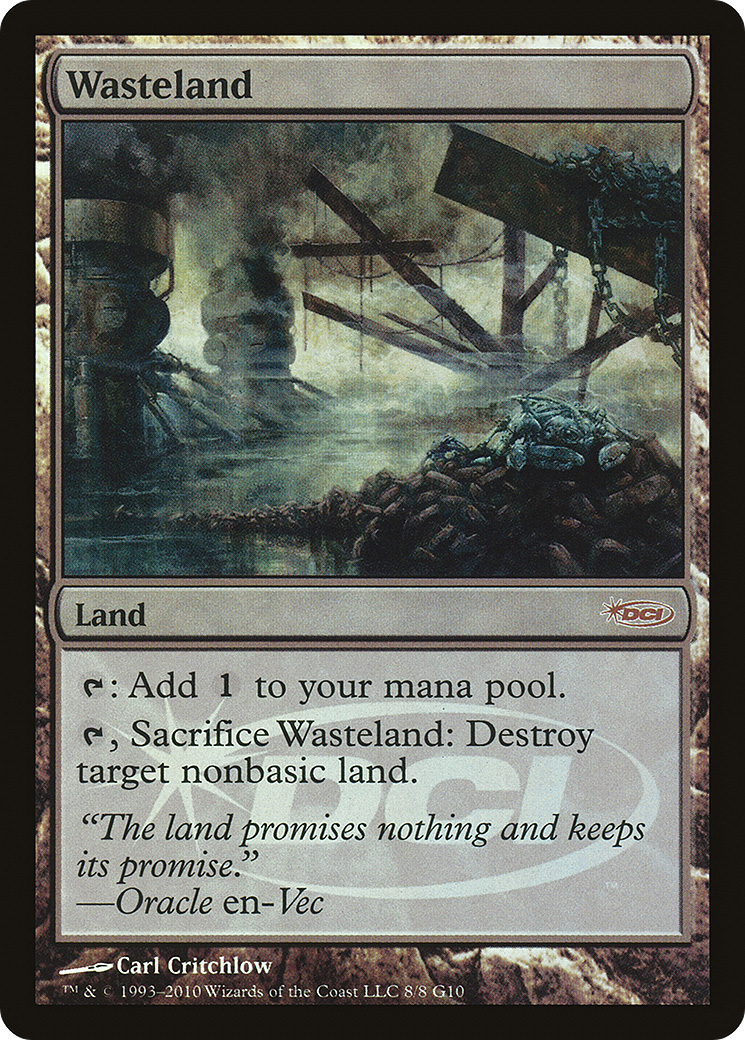 Wasteland
Land
DCI
: Add 1 to your mana pool.
, Sacrifice Wasteland: Destroy
target nonbasic land.
DCI
“The land promises nothing and keeps
its promise.”
—Oracle en-Vec
™
Carl Critchlow
™ & © 1993–2010 Wizards of the Coast LLC 8/8 G10